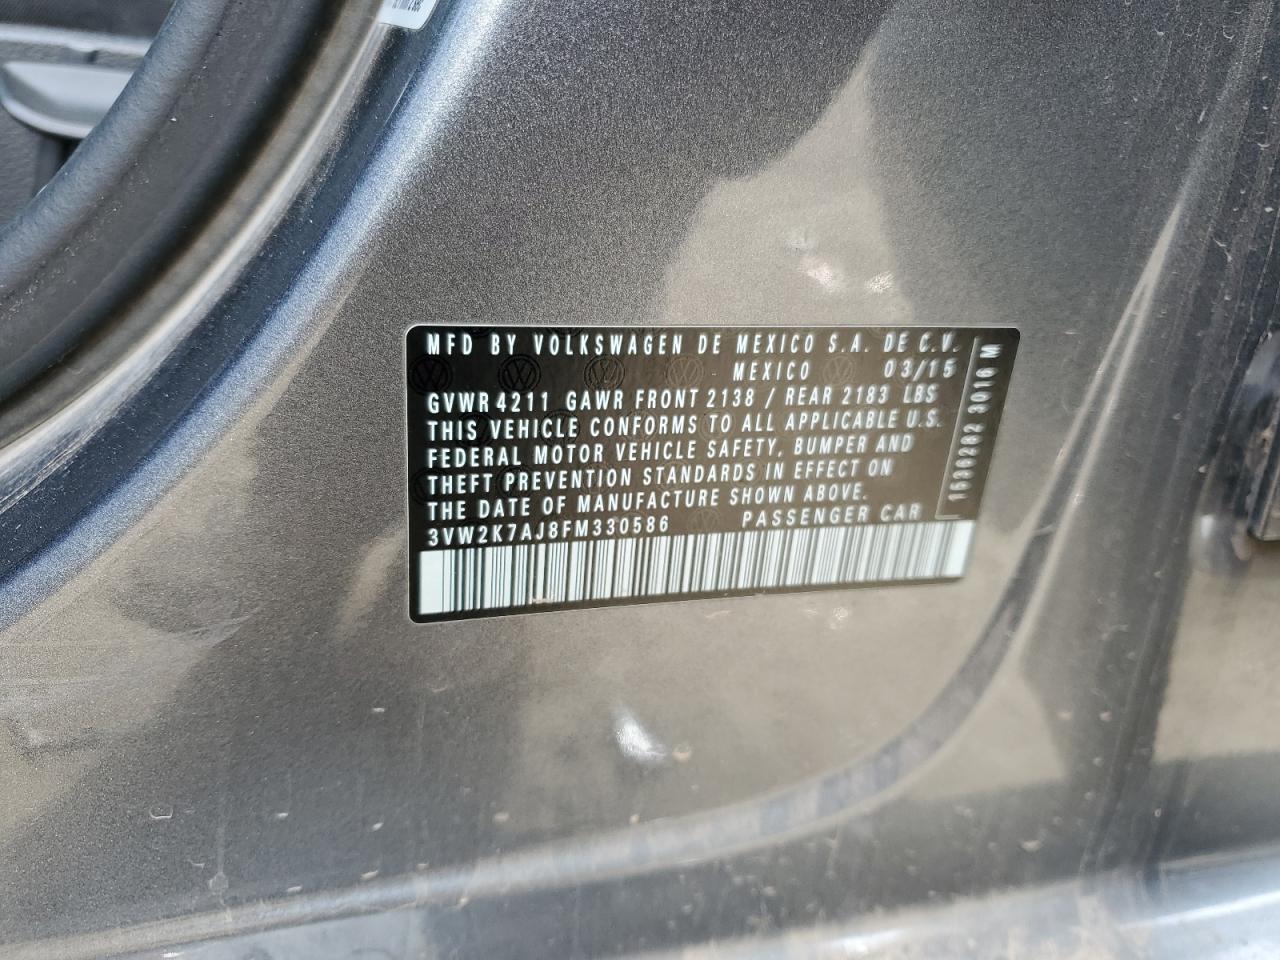 MFD BY VOLKSWAGEN DE MEXICO S.A. DE C.V.
MEXICO 03/15
GVWR 4211 GAWR FRONT 2138 / REAR 2183 LBS
THIS VEHICLE CONFORMS TO ALL APPLICABLE U.S.
FEDERAL MOTOR VEHICLE SAFETY, BUMPER AND
THEFT PREVENTION STANDARDS IN EFFECT ON
THE DATE OF MANUFACTURE SHOWN ABOVE.
3VW2K7AJ8FM330586 PASSENGER CAR
1636282 3016 M